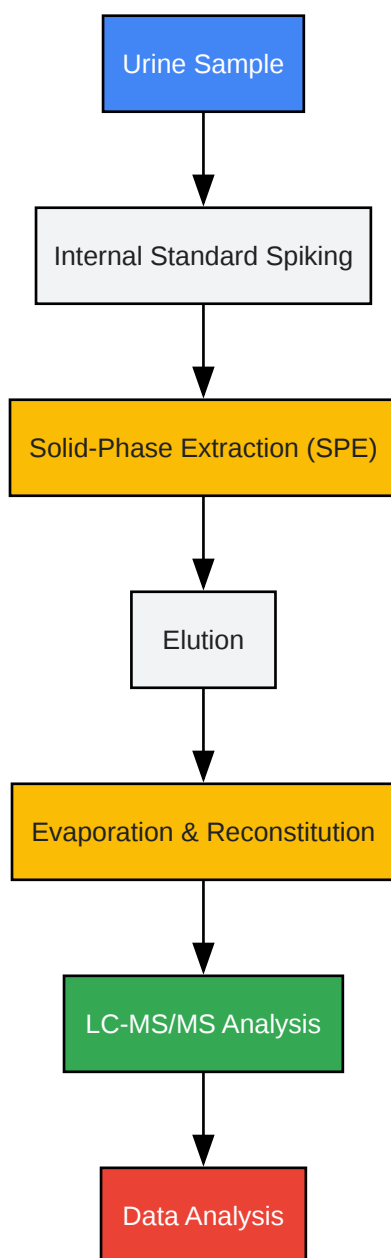 Urine Sample
Internal Standard Spiking
Solid-Phase Extraction (SPE)
Elution
Evaporation & Reconstitution
LC-MS/MS Analysis
Data Analysis